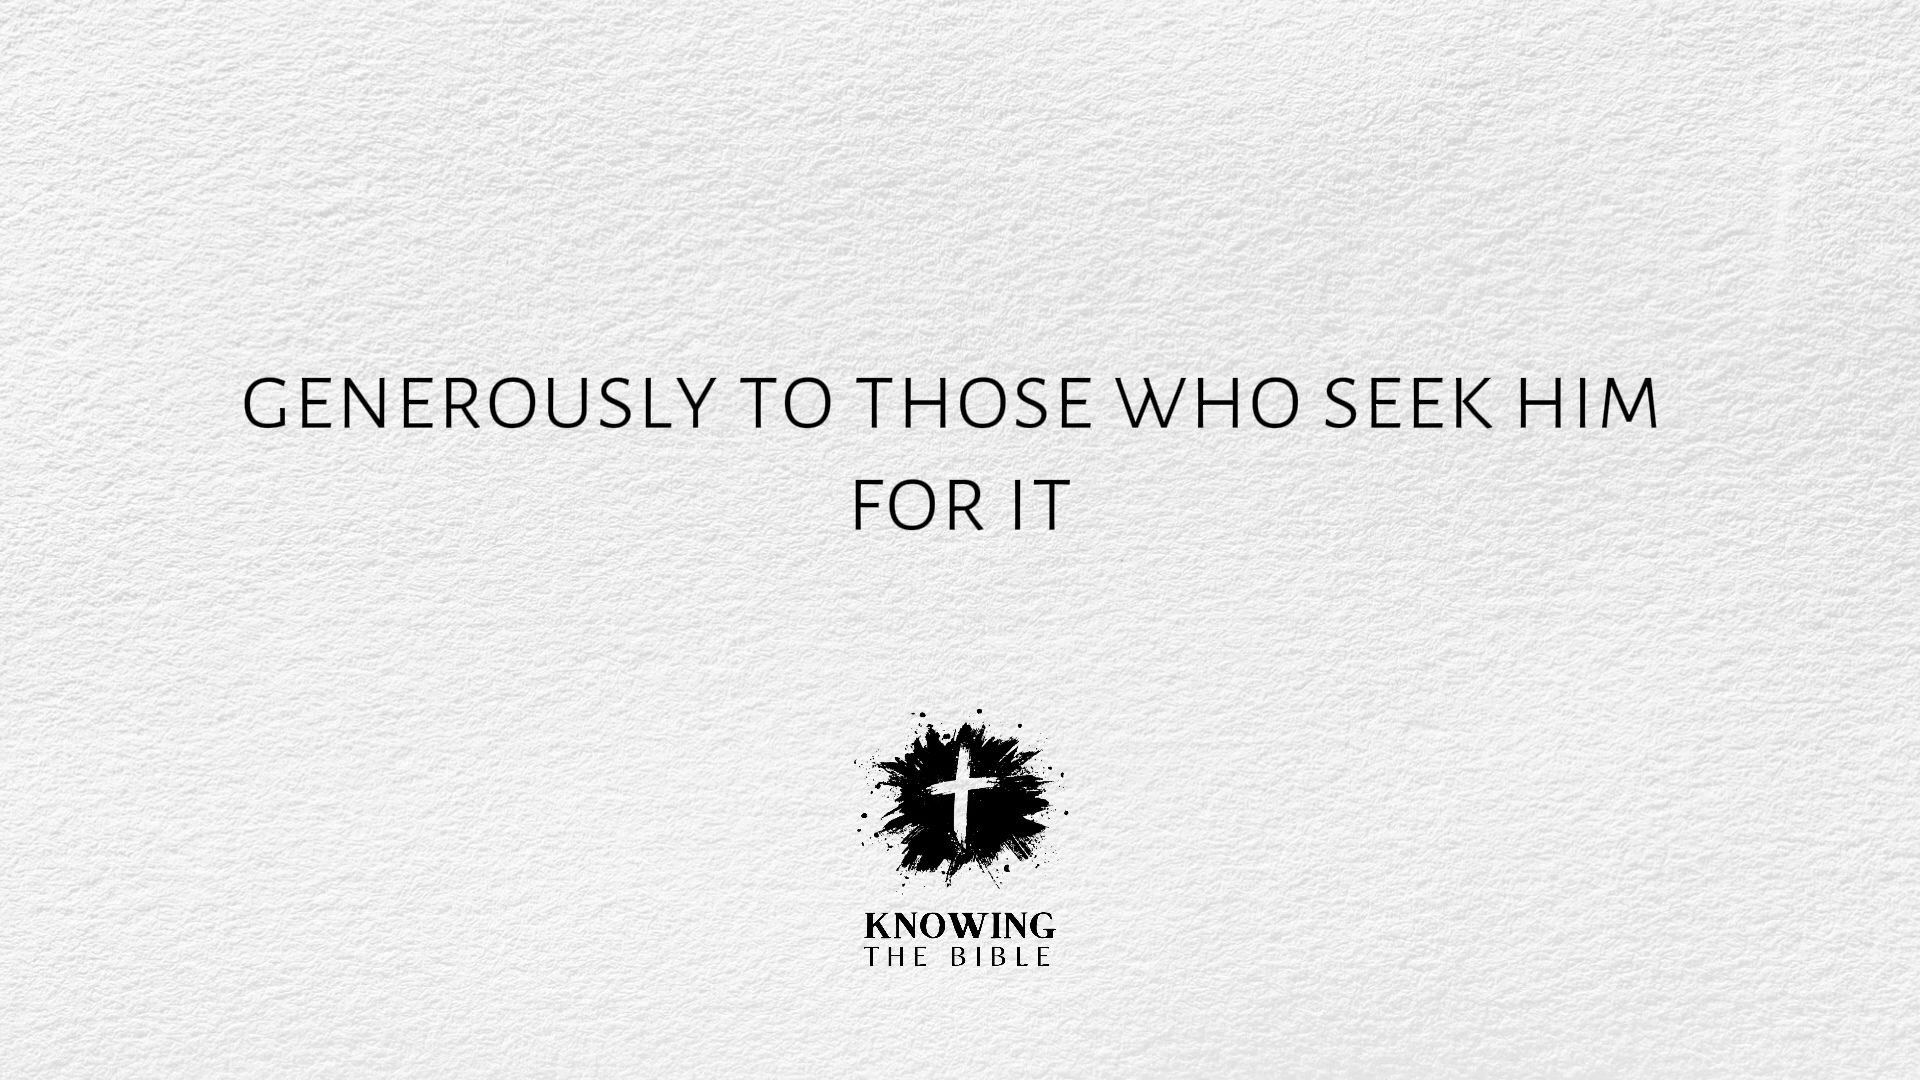 GENEROUSLY TO THOSE WHO SEEK HIM
FOR IT
KNOWING
THE BIBLE